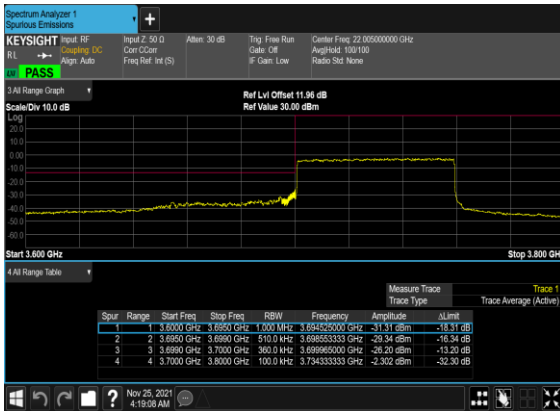 Spectrum Analyzer 1
Spurious Emissions
KEYSIGHT
RL
Input: RF
Coupling: DC
Align: Auto
Input Z: 50 Ω
Corr CCorr
Freq Ref: Int (S)
Atten: 30 dB
Trig: Free Run
Gate: Off
IF Gain: Low
Center Freq: 22.005000000 GHz
Avg|Hold: 100/100
Radio Std: None
PASS
3 All Range Graph
Scale/Div 10.0 dB
Ref Lvl Offset 11.96 dB
Ref Value 30.00 dBm
Log
20.0
10.0
0.00
-10.0
-20.0
-30.0
-40.0
-50.0
-60.0
Start 3.600 GHz
Stop 3.800 GH
4 All Range Table
Measure Trace Trace 1
Trace Type Trace Average (Active)
Spur Range Start Freq Stop Freq RBW Frequency Amplitude ΔLimit
1 1 3.6000 GHz 3.6950 GHz 1.000 MHz 3.694525000 GHz -31.31 dBm -18.31 dB
2 2 3.6950 GHz 3.6990 GHz 510.0 kHz 3.698553333 GHz -29.34 dBm -16.34 dB
3 3 3.6990 GHz 3.7000 GHz 360.0 kHz 3.699965000 GHz -26.20 dBm -13.20 dB
4 4 3.7000 GHz 3.8000 GHz 100.0 kHz 3.734333333 GHz -2.302 dBm -32.30 dB
Nov 25, 2021
4:19:08 AM